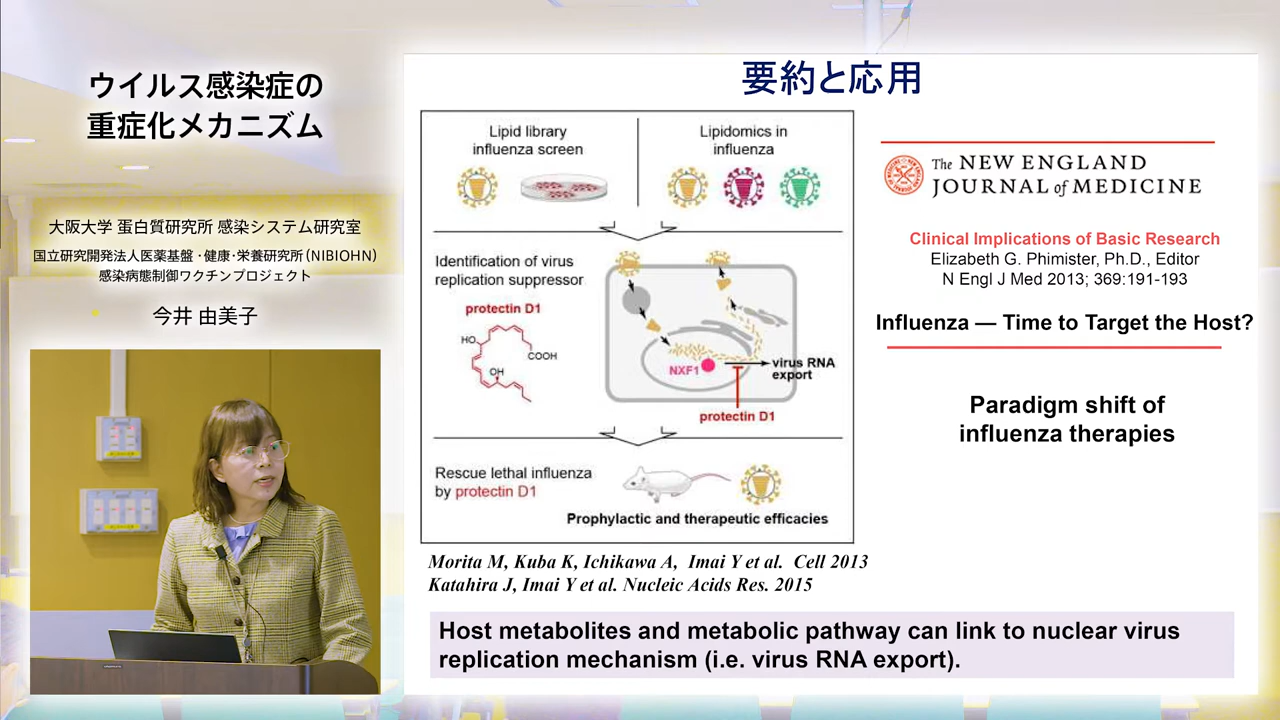 ウイルス感染症の
重症化メカニズム
大阪大学 蛋白質研究所 感染システム研究室
国立研究開発法人医薬基盤・健康・栄養研究所（NIBIOHN）
感染病態制御ワクチンプロジェクト
今井 由美子
要約と応用
Lipid library
influenza screen
Lipidomics in
influenza
Identification of virus
replication suppressor
protectin D1
HO
COOH
OH
NXF1
virus RNA
export
protectin D1
Rescue lethal influenza
by protectin D1
Prophylactic and therapeutic efficacies
Morita M, Kuba K, Ichikawa A, Imai Y et al. Cell 2013
Katahira J, Imai Y et al. Nucleic Acids Res. 2015
The NEW ENGLAND
JOURNAL of MEDICINE
Clinical Implications of Basic Research
Elizabeth G. Phimister, Ph.D., Editor
N Engl J Med 2013; 369:191-193
Influenza — Time to Target the Host?
Paradigm shift of
influenza therapies
Host metabolites and metabolic pathway can link to nuclear virus
replication mechanism (i.e. virus RNA export).